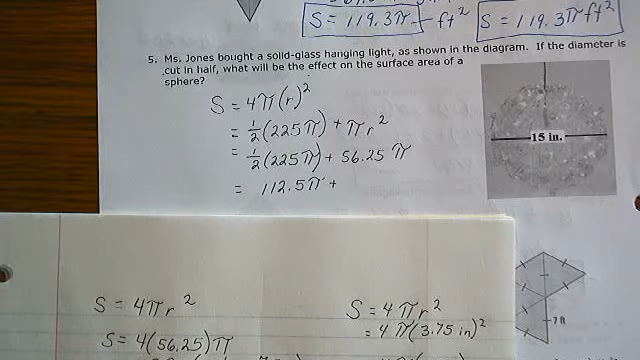 S = 119.3π ft²
S = 119.3π ft²
5. Ms. Jones bought a solid-glass hanging light, as shown in the diagram. If the diameter is
cut in half, what will be the effect on the surface area of a
sphere?
S = 4π(r)²
= ½(225π) + πr²
= ½(225π) + 56.25 π
= 112.5π +
15 in.
7 ft
S = 4πr²
S = 4(56.25)π
S = 4πr²
= 4π(3.75 in)²